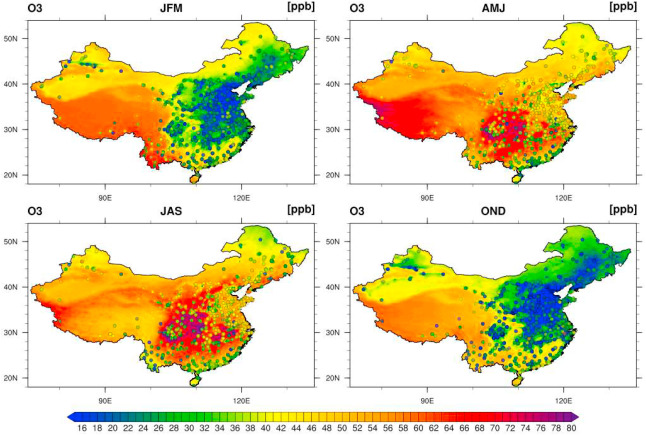 O3 JFM [ppb] O3 AMJ [ppb]
50N 50N
40N 40N
30N 30N
20N 20N
90E 120E 90E 120E
O3 JAS [ppb] O3 OND [ppb]
50N 50N
40N 40N
30N 30N
20N 20N
90E 120E 90E 120E
16 18 20 22 24 26 28 30 32 34 36 38 40 42 44 46 48 50 52 54 56 58 60 62 64 66 68 70 72 74 76 78 80